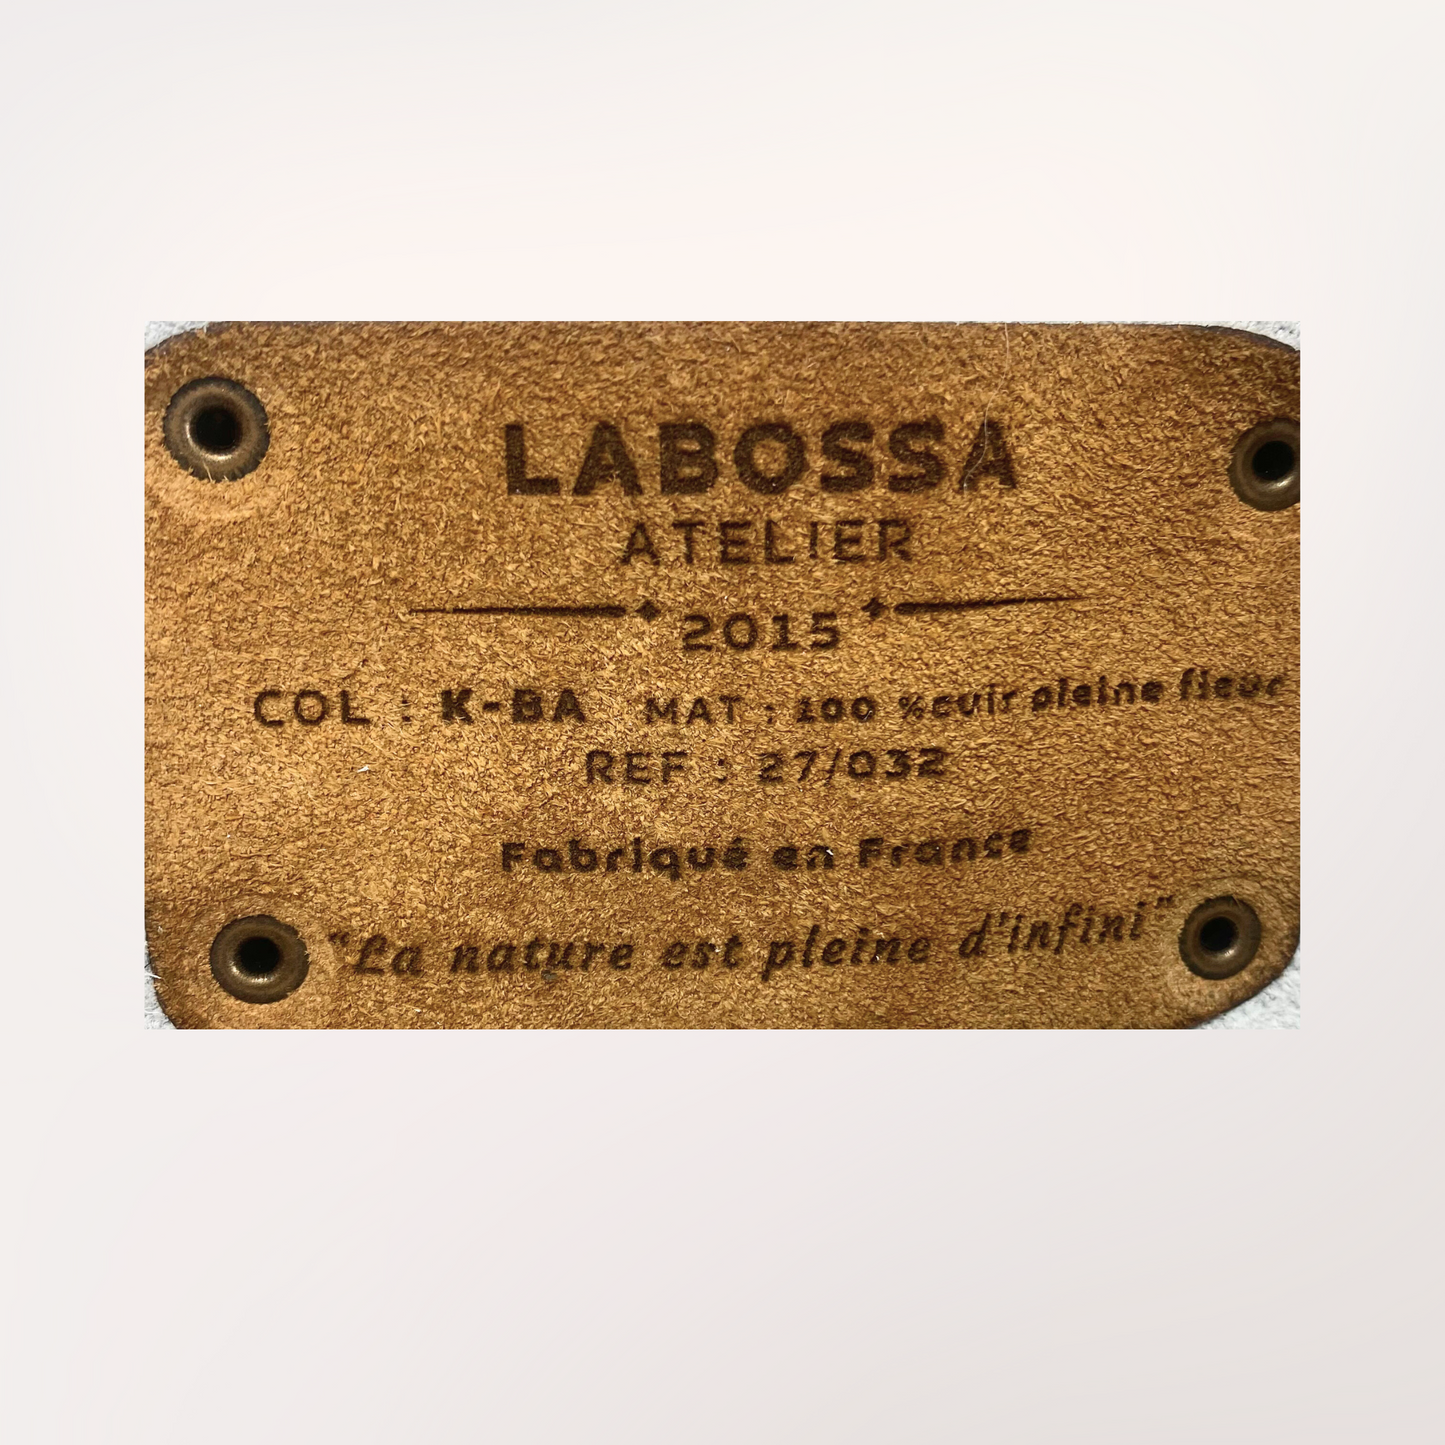 LABOSSA
ATELIER
2015
COL : K-BA MAT : 100 %cuir pleine fleur
REF : 27/032
Fabriqué en France
"La nature est pleine d'infini"